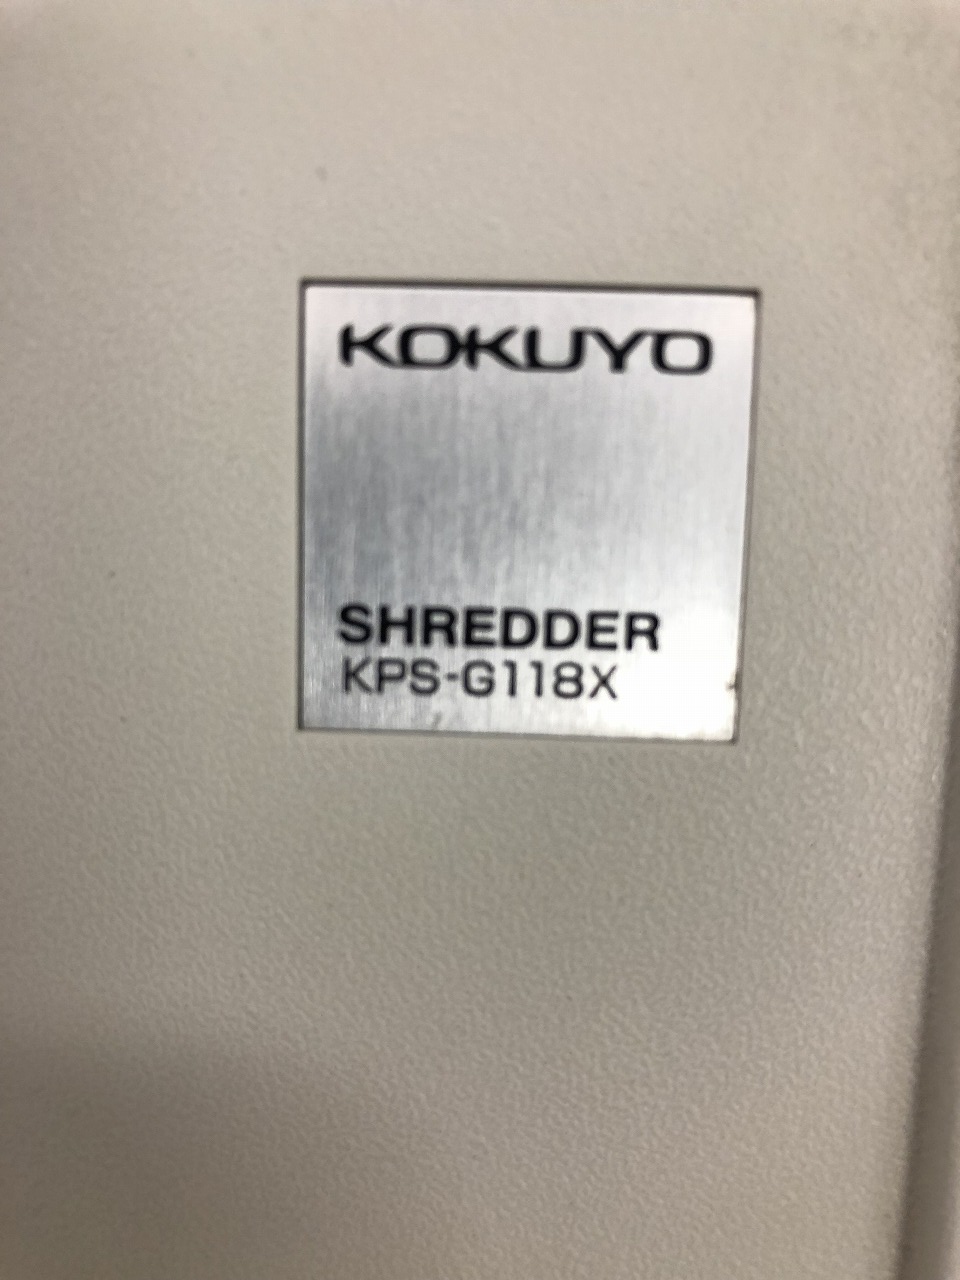 KOKUYO
SHREDDER
KPS-G118X